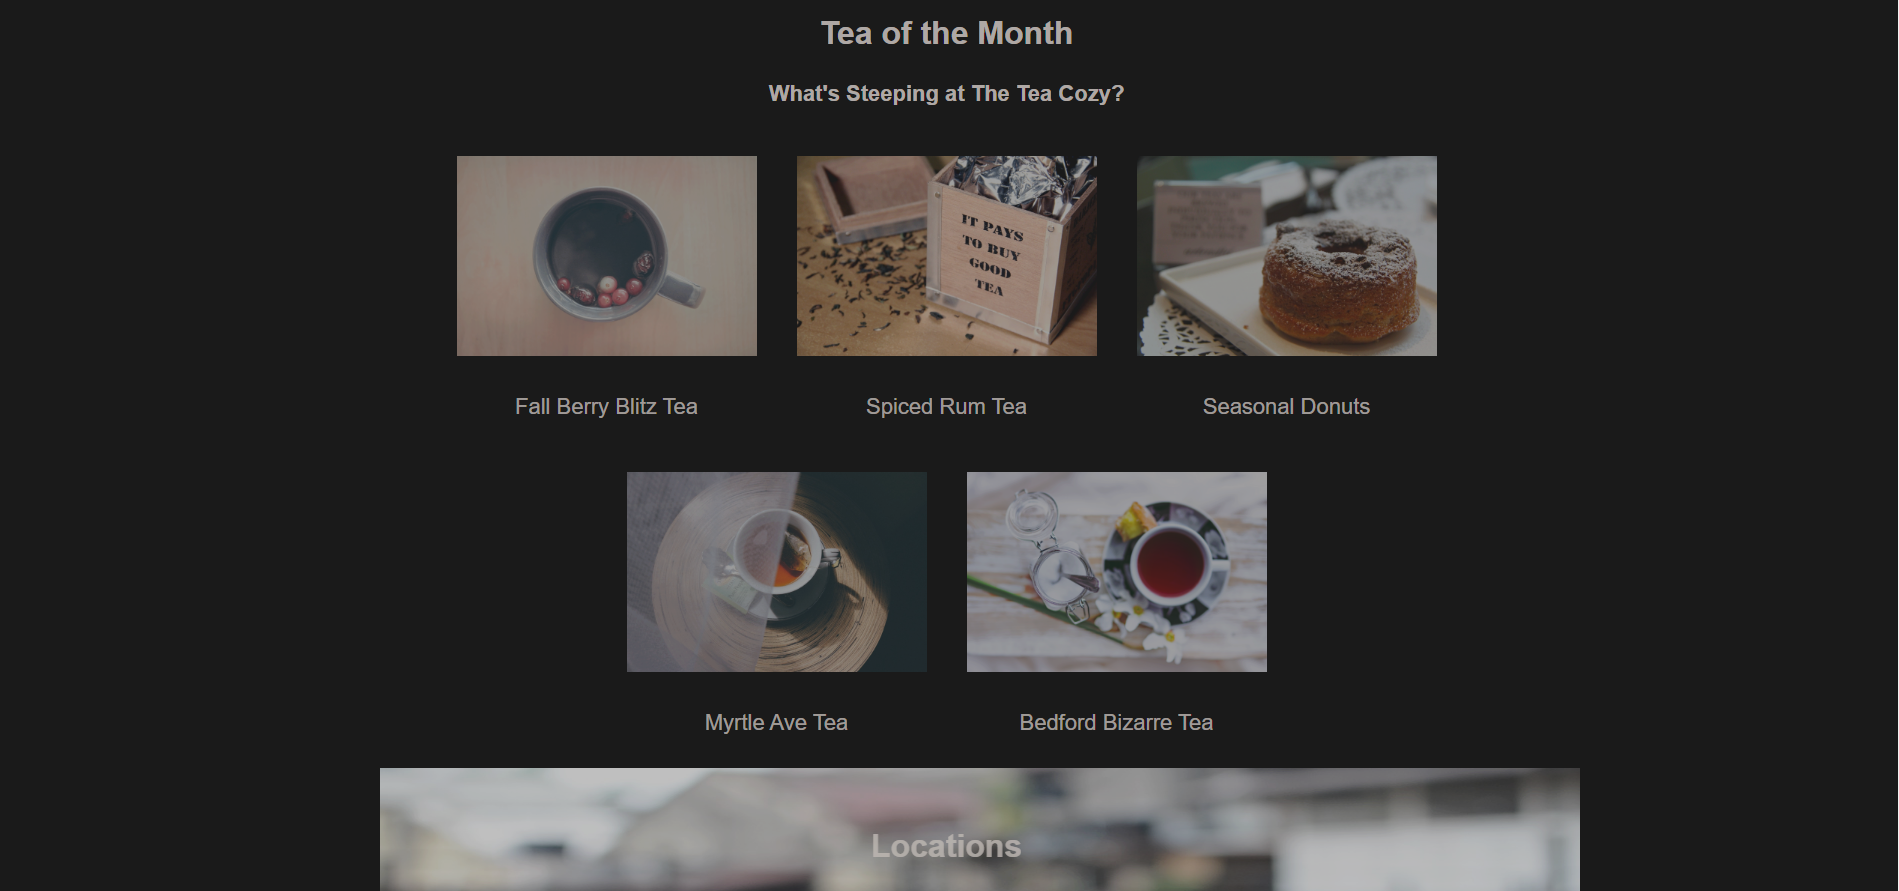 Tea of the Month
What's Steeping at The Tea Cozy?
IT PAYS
TO BUY
GOOD
TEA
Fall Berry Blitz Tea
Spiced Rum Tea
Seasonal Donuts
Myrtle Ave Tea
Bedford Bizarre Tea
Locations